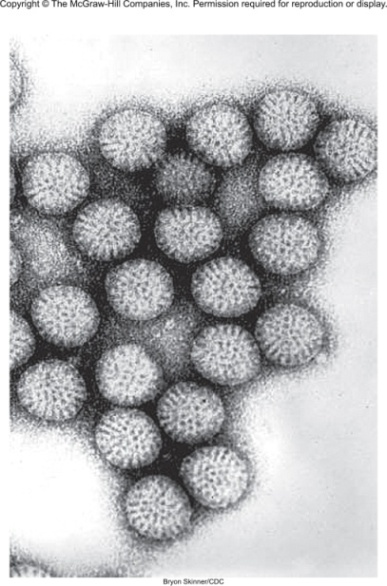 Copyright © The McGraw-Hill Companies, Inc. Permission required for reproduction or display.
Bryon Skinner/CDC